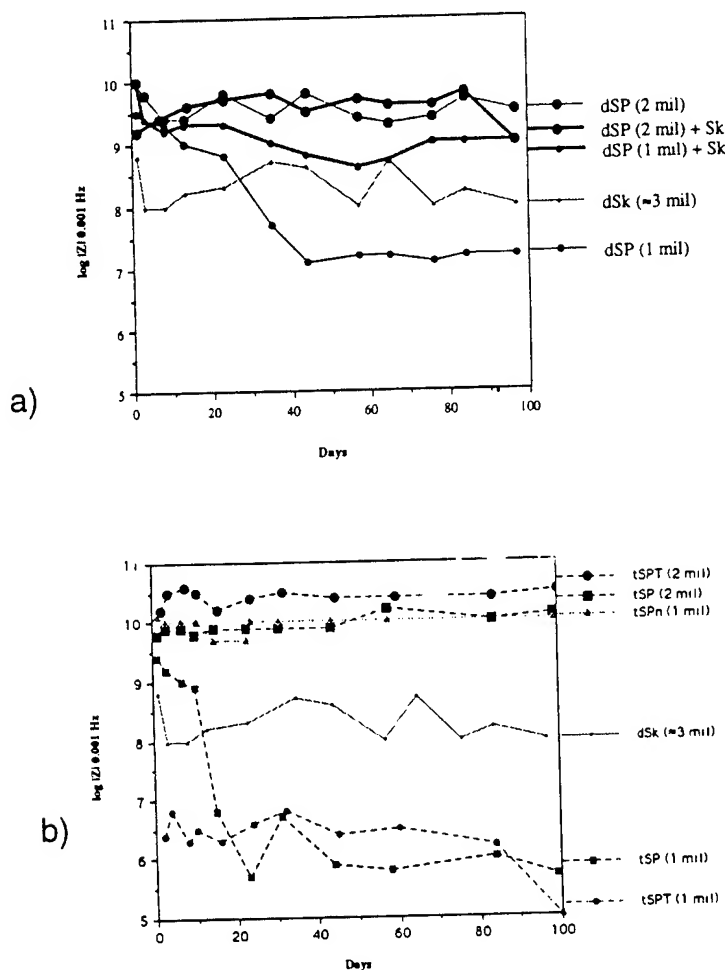 11
10
9
8
7
6
5
log |Z| 0.001 Hz
0
20
40
60
80
100
Days
dSP (2 mil)
dSP (2 mil) + Sk
dSP (1 mil) + Sk
dSk (≈3 mil)
dSP (1 mil)
a)
11
10
9
8
7
6
5
log |Z| 0.001 Hz
0
20
40
60
80
100
Days
tSPT (2 mil)
tSP (2 mil)
tSPn (1 mil)
dSk (≈3 mil)
tSP (1 mil)
tSPT (1 mil)
b)